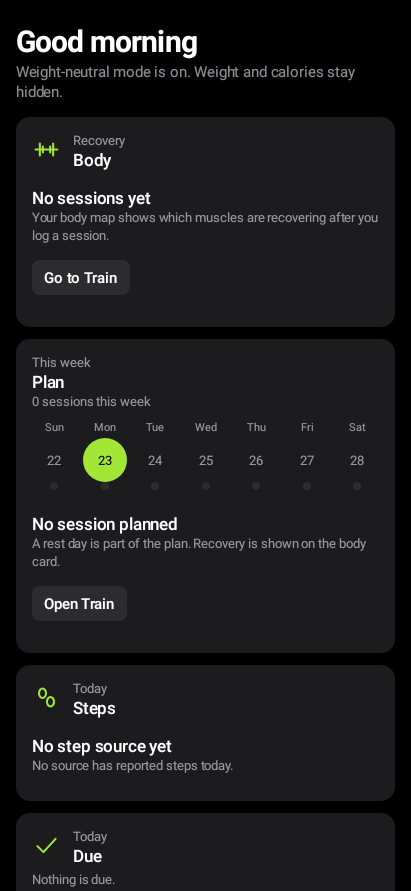 Good morning
Weight-neutral mode is on. Weight and calories stay
hidden.
Recovery
Body
No sessions yet
Your body map shows which muscles are recovering after you
log a session.
Go to Train
This week
Plan
0 sessions this week
Sun Mon Tue Wed Thu Fri Sat
22 23 24 25 26 27 28
No session planned
A rest day is part of the plan. Recovery is shown on the body
card.
Open Train
Today
Steps
No step source yet
No source has reported steps today.
Today
Due
Nothing is due.